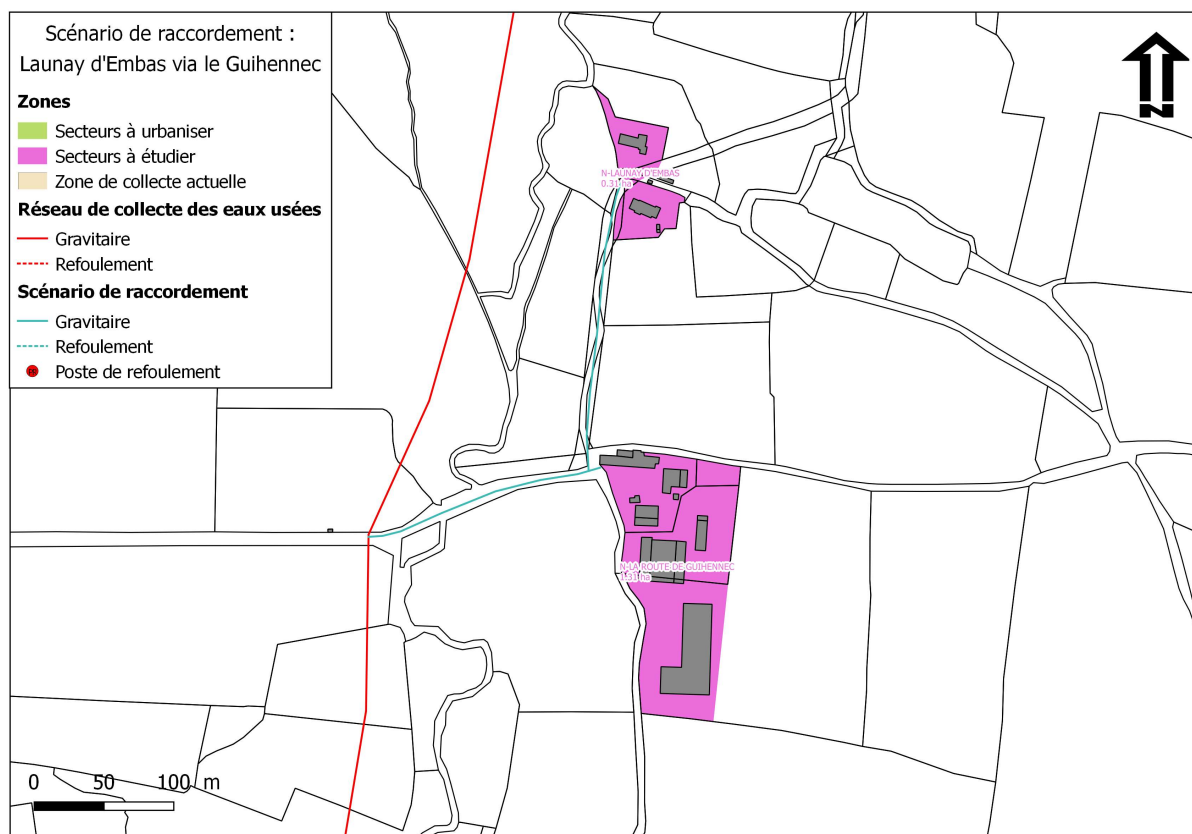 Scénario de raccordement :
Launay d'Embas via le Guihennec
Zones
Secteurs à urbaniser
Secteurs à étudier
Zone de collecte actuelle
Réseau de collecte des eaux usées
Gravitaire
Refoulement
Scénario de raccordement
Gravitaire
Refoulement
Poste de refoulement
N
N-LAUNAY D'EMBAS
0.31 ha
N-LA ROUTE DE GUIHENNEC
1.31 ha
0 50 100 m